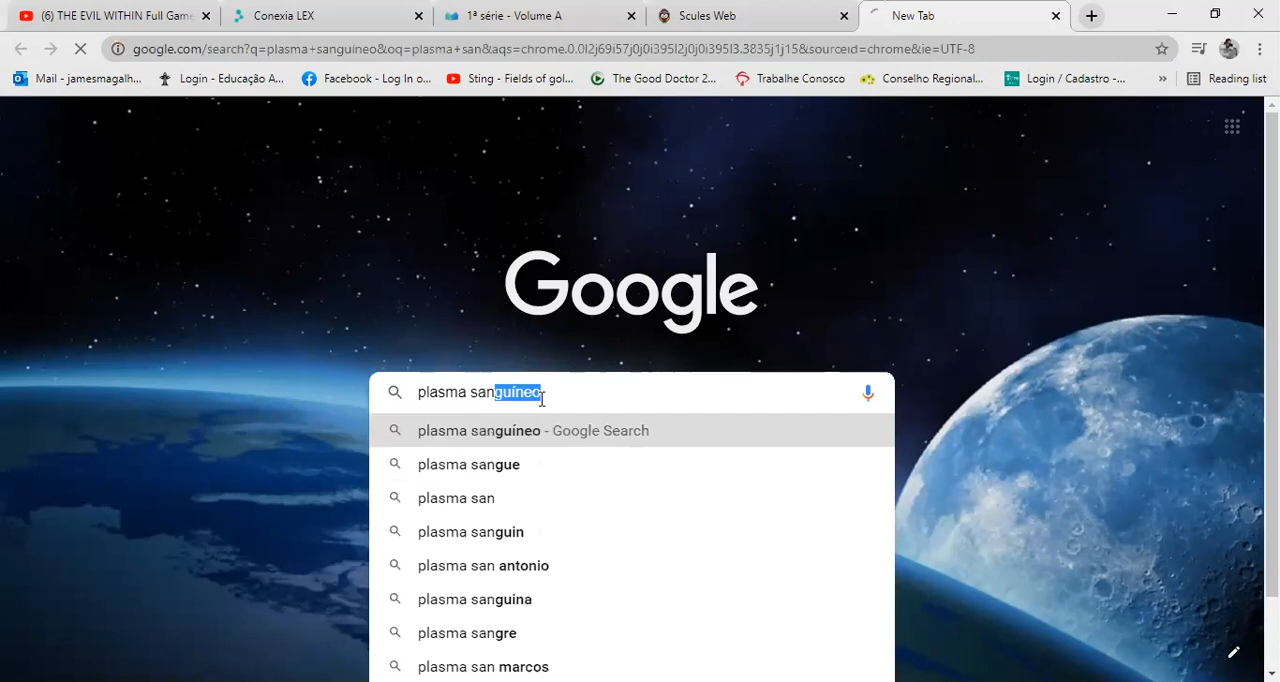 (6) THE EVIL WITHIN Full Game
Conexia LEX
1ª série - Volume A
Scules Web
New Tab
google.com/search?q=plasma+sanguíneo&oq=plasma+san&aqs=chrome.0.0l2j69i57j0j0i395l2j0j0i395l3.3835j1j15&sourceid=chrome&ie=UTF-8
Mail - jamesmagalh...
Login - Educação A...
Facebook - Log In o...
Sting - Fields of gol...
The Good Doctor 2...
Trabalhe Conosco
Conselho Regional...
Login / Cadastro -...
»
Reading list
Google
plasma sanguíneo
plasma sanguíneo - Google Search
plasma sangue
plasma san
plasma sanguin
plasma san antonio
plasma sanguina
plasma sangre
plasma san marcos